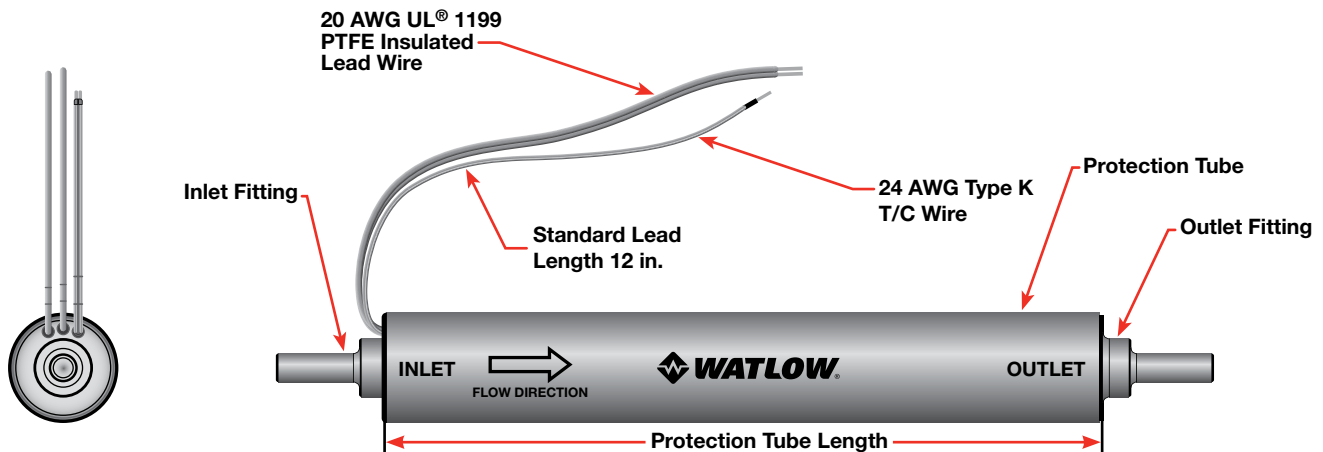 20 AWG UL® 1199
PTFE Insulated
Lead Wire
Inlet Fitting
Standard Lead
Length 12 in.
24 AWG Type K
T/C Wire
Protection Tube
Outlet Fitting
INLET
FLOW DIRECTION
WATLOW®
OUTLET
Protection Tube Length